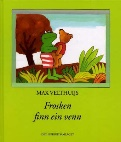 MAX VELTHUIJS
Frosken
finn ein venn